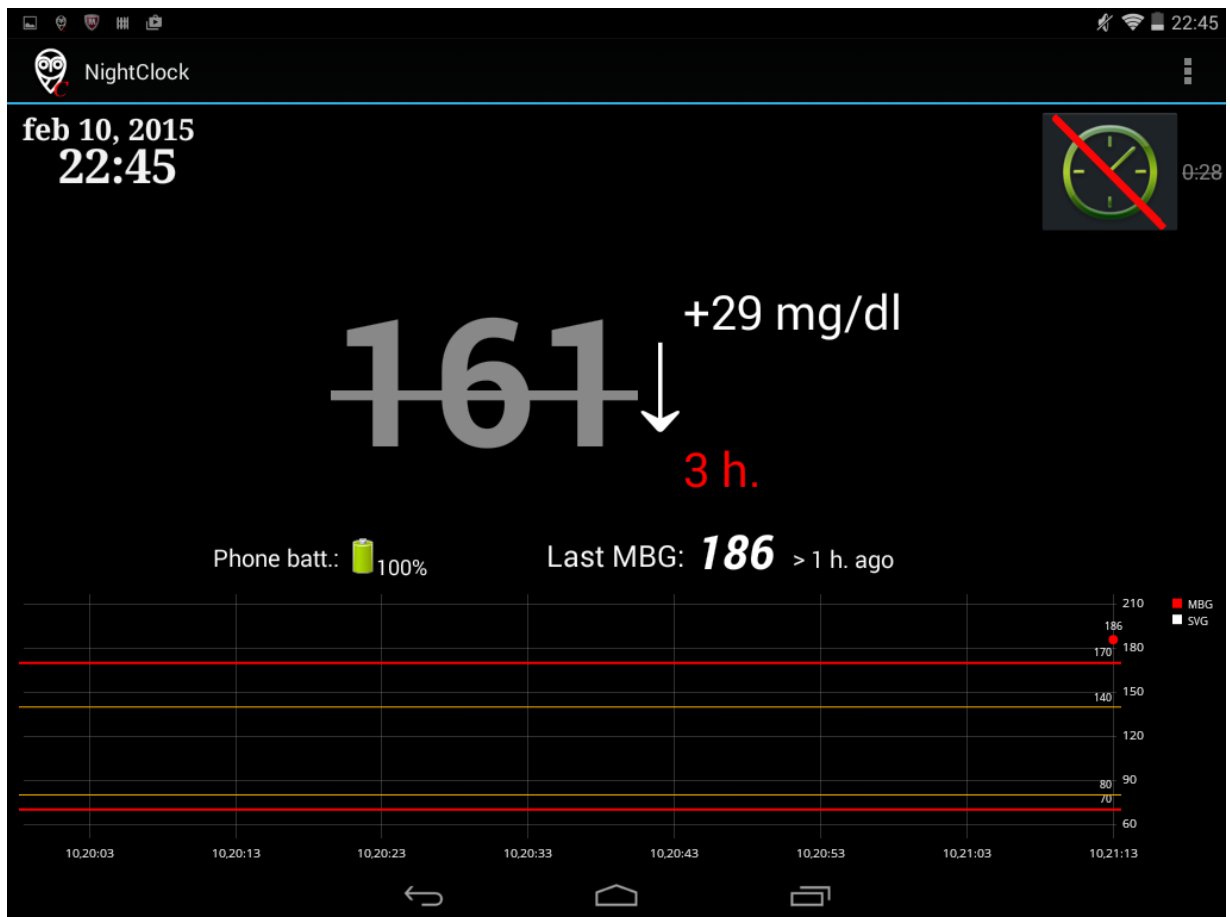 22:45
NightClock
feb 10, 2015
22:45
0:28
161
+29 mg/dl
3 h.
Phone batt.: 100%
Last MBG: 186 > 1 h. ago
210
MBG
SVG
186
180
170
150
140
120
90
80
70
60
10,20:03 10,20:13 10,20:23 10,20:33 10,20:43 10,20:53 10,21:03 10,21:13